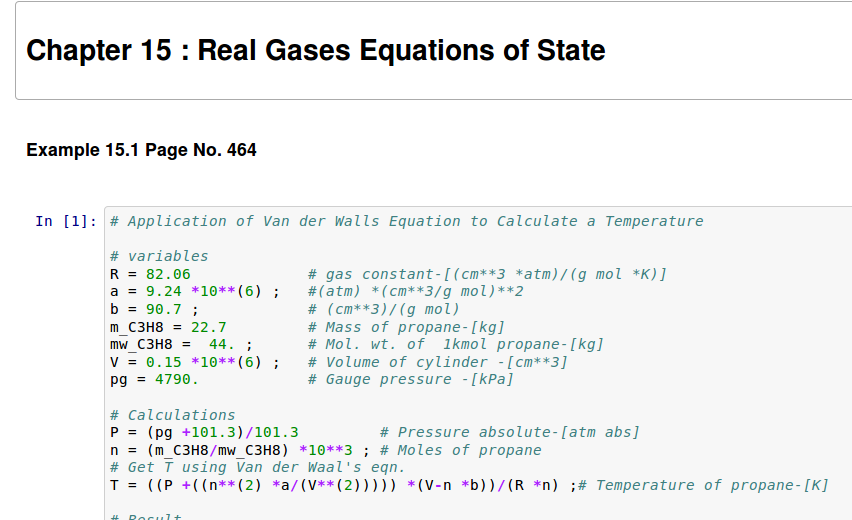 Chapter 15 : Real Gases Equations of State
Example 15.1 Page No. 464
In [1]: # Application of Van der Walls Equation to Calculate a Temperature
# variables
R = 82.06 # gas constant-[(cm**3 *atm)/(g mol *K)]
a = 9.24 *10**(6) ; #(atm) *(cm**3/g mol)**2
b = 90.7 ; # (cm**3)/(g mol)
m_C3H8 = 22.7 # Mass of propane-[kg]
mw_C3H8 = 44. ; # Mol. wt. of 1kmol propane-[kg]
V = 0.15 *10**(6) ; # Volume of cylinder -[cm**3]
pg = 4790. # Gauge pressure -[kPa]
# Calculations
P = (pg +101.3)/101.3 # Pressure absolute-[atm abs]
n = (m_C3H8/mw_C3H8) *10**3 ; # Moles of propane
# Get T using Van der Waal's eqn.
T = ((P +((n**(2) *a/(V**(2))))) *(V-n *b))/(R *n) ;# Temperature of propane-[K]
# Result